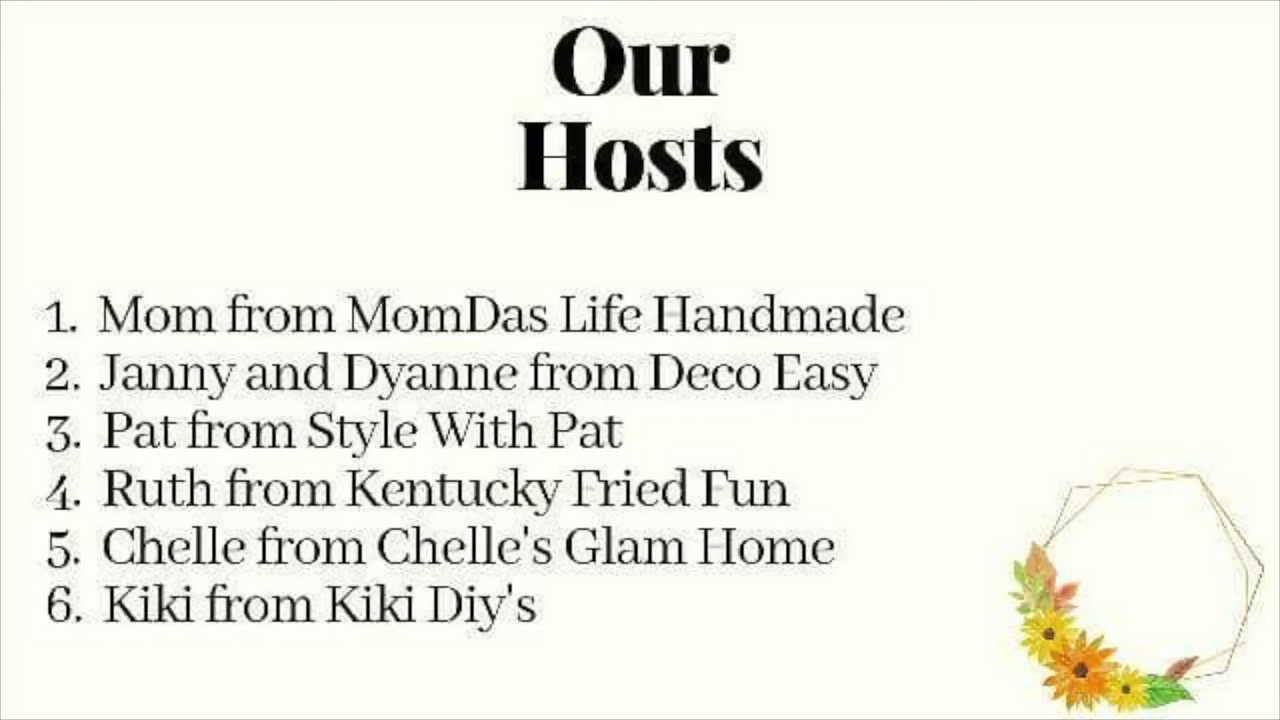 Our
Hosts
1. Mom from MomDas Life Handmade
2. Janny and Dyanne from Deco Easy
3. Pat from Style With Pat
4. Ruth from Kentucky Fried Fun
5. Chelle from Chelle's Glam Home
6. Kiki from Kiki Diy's